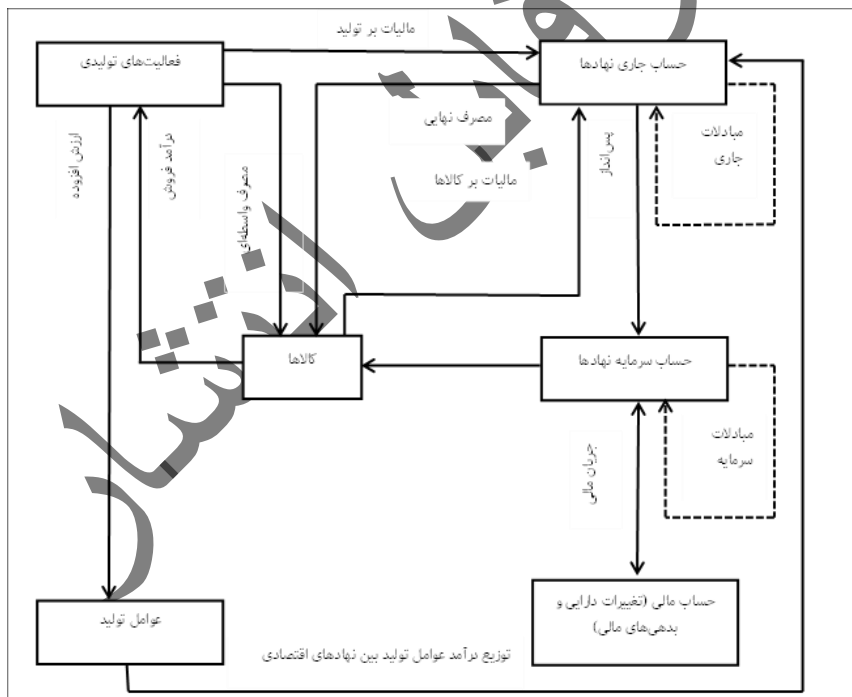 مالیات بر تولید
فعالیت‌های تولیدی
حساب جاری نهادها
مصرف نهایی
مبادلات
جاری
مالیات بر کالاها
پس‌انداز
ارزش افزوده
درآمد فروش
مصرف واسطه‌ای
کالاها
حساب سرمایه نهادها
مبادلات
سرمایه
جریان مالی
عوامل تولید
حساب مالی (تغییرات دارایی و
بدهی‌های مالی)
توزیع درآمد عوامل تولید بین نهادهای اقتصادی
انتشار